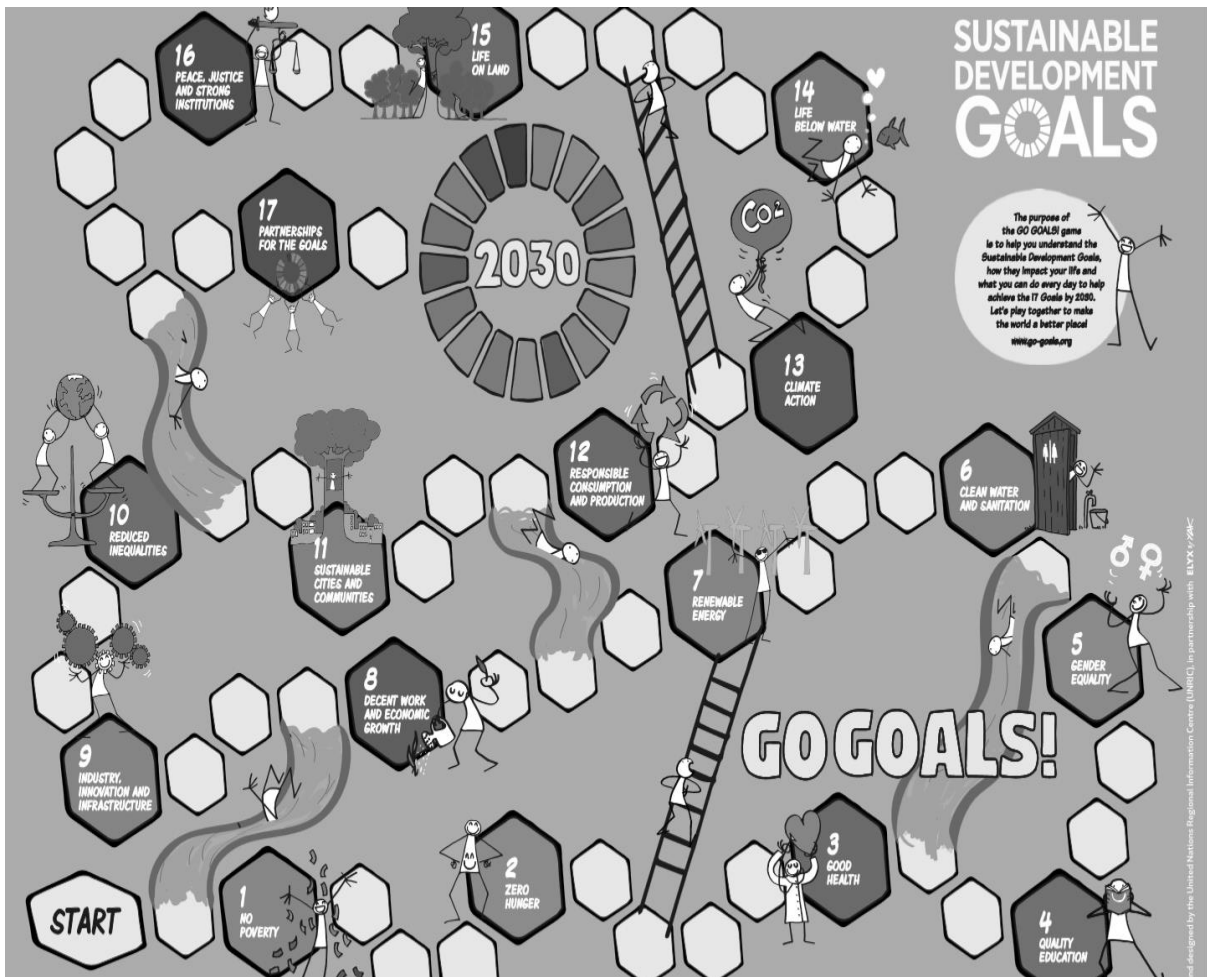 SUSTAINABLE
DEVELOPMENT
GOALS
The purpose of
the GO GOALS! game
is to help you understand the
Sustainable Development Goals,
how they impact your life and
what you can do every day to help
achieve the 17 Goals by 2030.
Let's play together to make
the world a better place!
www.go-goals.org
16
PEACE, JUSTICE
AND STRONG
INSTITUTIONS
15
LIFE
ON LAND
14
LIFE
BELOW WATER
17
PARTNERSHIPS
FOR THE GOALS
2030
CO2
13
CLIMATE
ACTION
12
RESPONSIBLE
CONSUMPTION
AND PRODUCTION
6
CLEAN WATER
AND SANITATION
10
REDUCED
INEQUALITIES
11
SUSTAINABLE
CITIES AND
COMMUNITIES
7
RENEWABLE
ENERGY
5
GENDER
EQUALITY
8
DECENT WORK
AND ECONOMIC
GROWTH
9
INDUSTRY,
INNOVATION AND
INFRASTRUCTURE
GO GOALS!
START
1
NO
POVERTY
2
ZERO
HUNGER
3
GOOD
HEALTH
4
QUALITY
EDUCATION
designed by the United Nations Regional Information Centre (UNRIC), in partnership with ELYX by YAK